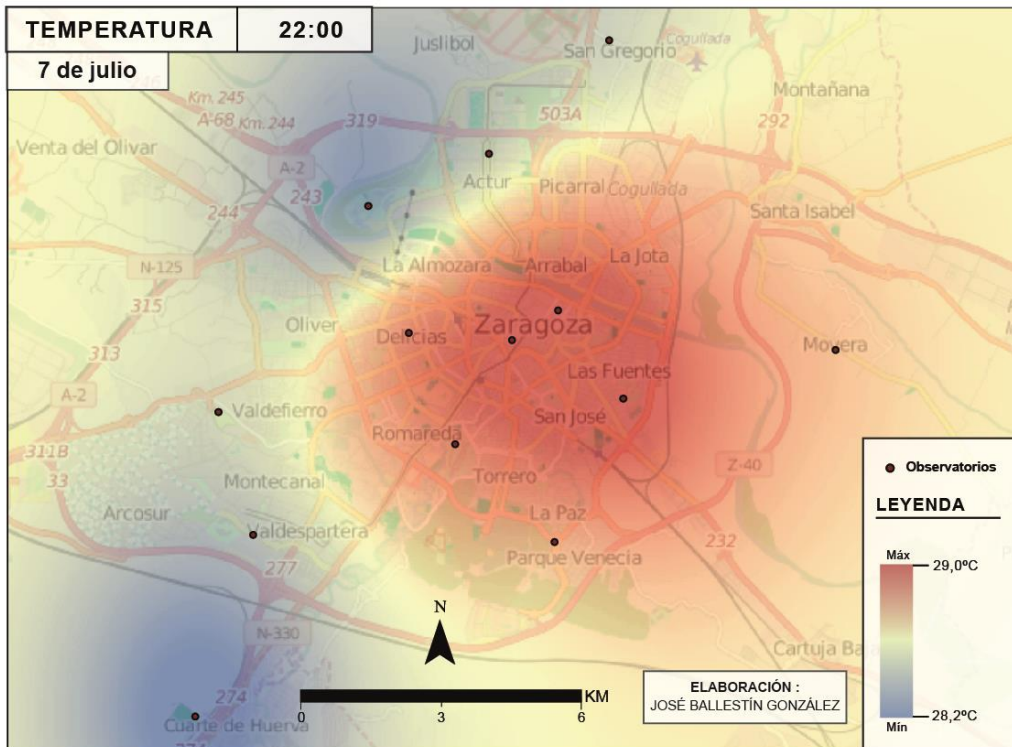 TEMPERATURA 22:00
7 de julio
Juslibol
San Gregorio
Cogullada
Montañana
Km. 245
A-68 Km. 244
319
503A
292
Venta del Olivar
A-2
243
Actur
Picarral Cogullada
244
Santa Isabel
N-125
La Almozara
Arrabal
La Jota
315
Oliver
Delicias
Zaragoza
313
Las Fuentes
Movera
A-2
Valdefierro
San José
Romareda
311B
33
Montecanal
Torrero
Z-40
Arcosur
Valdespartera
La Paz
Parque Venecia
232
277
N-330
Cartuja Ba
274
Cuarte de Huerva
N
KM
0 3 6
ELABORACIÓN :
JOSÉ BALLESTÍN GONZÁLEZ
Observatorios
LEYENDA
Máx
29,0ºC
28,2ºC
Mín